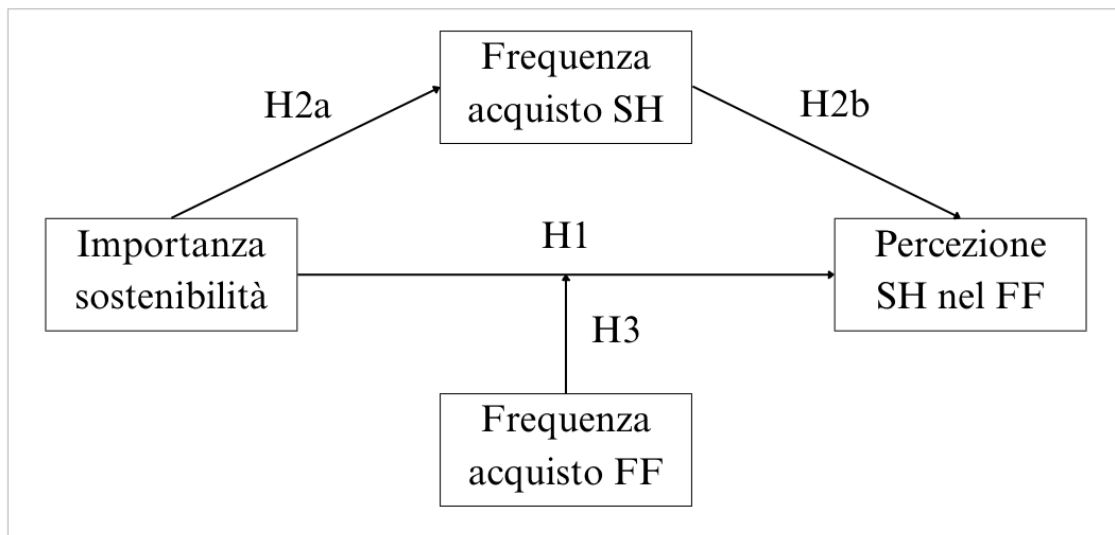 Frequenza
acquisto SH
H2a
H2b
Importanza
sostenibilità
H1
Percezione
SH nel FF
H3
Frequenza
acquisto FF